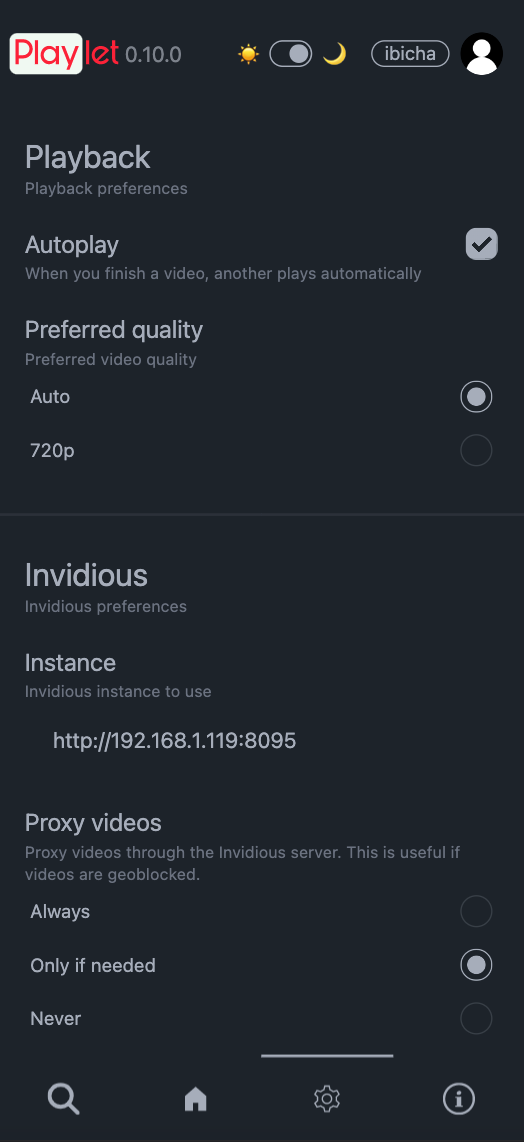 Playlet 0.10.0 ibicha
Playback
Playback preferences
Autoplay
When you finish a video, another plays automatically
Preferred quality
Preferred video quality
Auto
720p
Invidious
Invidious preferences
Instance
Invidious instance to use
http://192.168.1.119:8095
Proxy videos
Proxy videos through the Invidious server. This is useful if
videos are geoblocked.
Always
Only if needed
Never